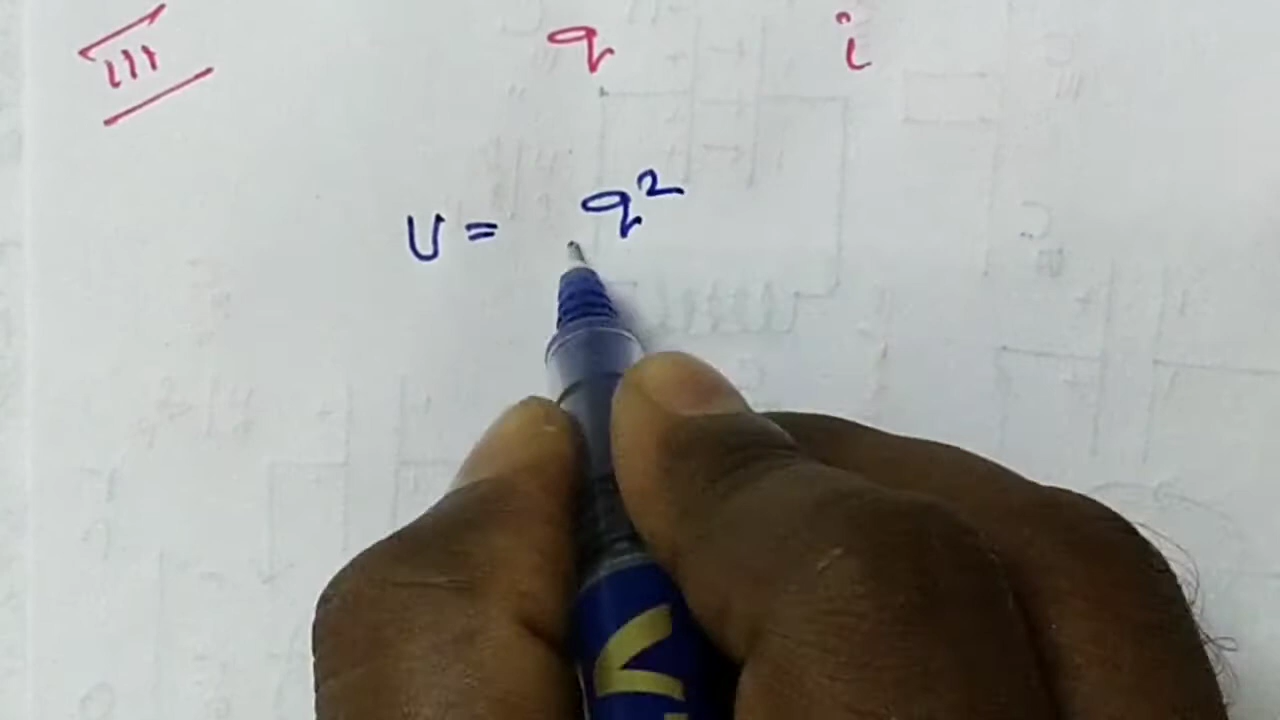 III
q i
U = q²
V